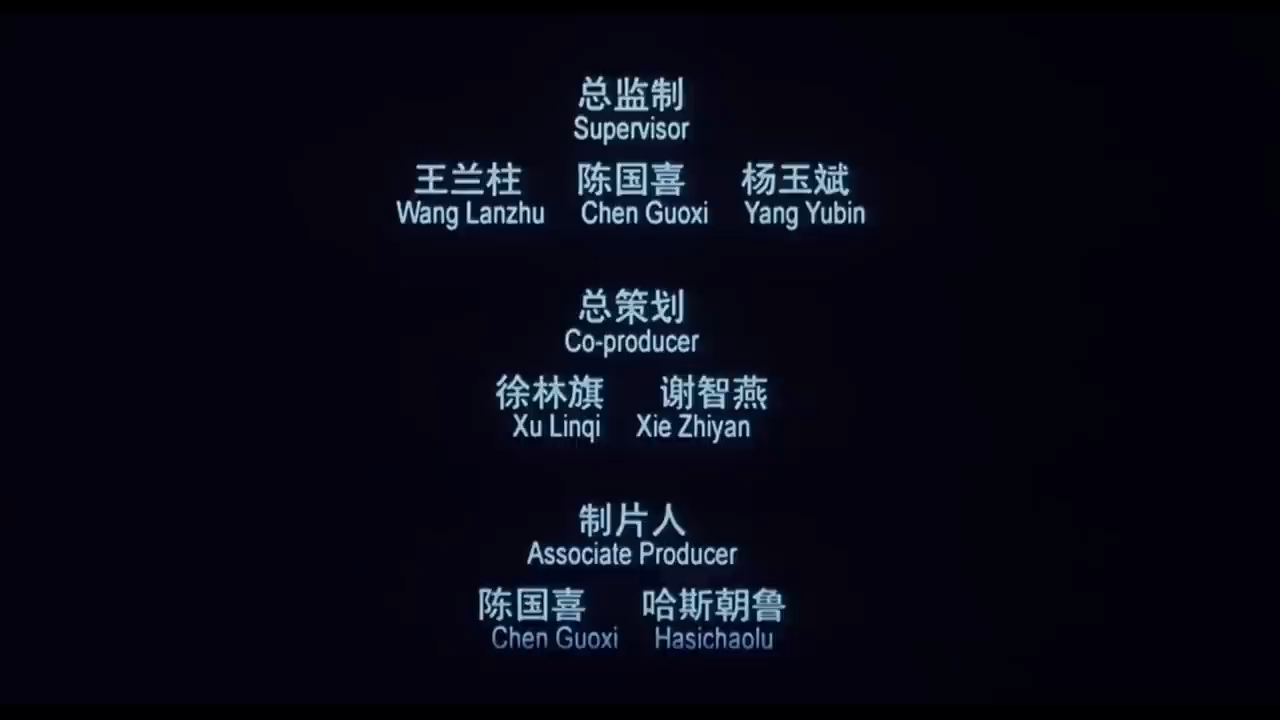 总监制
Supervisor
王兰柱 陈国喜 杨玉斌
Wang Lanzhu Chen Guoxi Yang Yubin
总策划
Co-producer
徐林旗 谢智燕
Xu Linqi Xie Zhiyan
制片人
Associate Producer
陈国喜 哈斯朝鲁
Chen Guoxi Hasichaolu